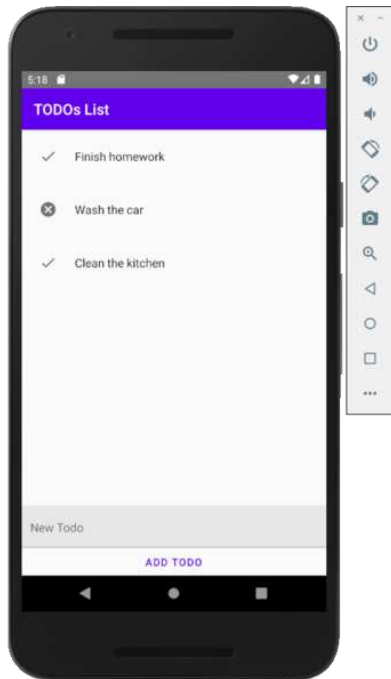 5:18
TODOs List
Finish homework
Wash the car
Clean the kitchen
New Todo
ADD TODO